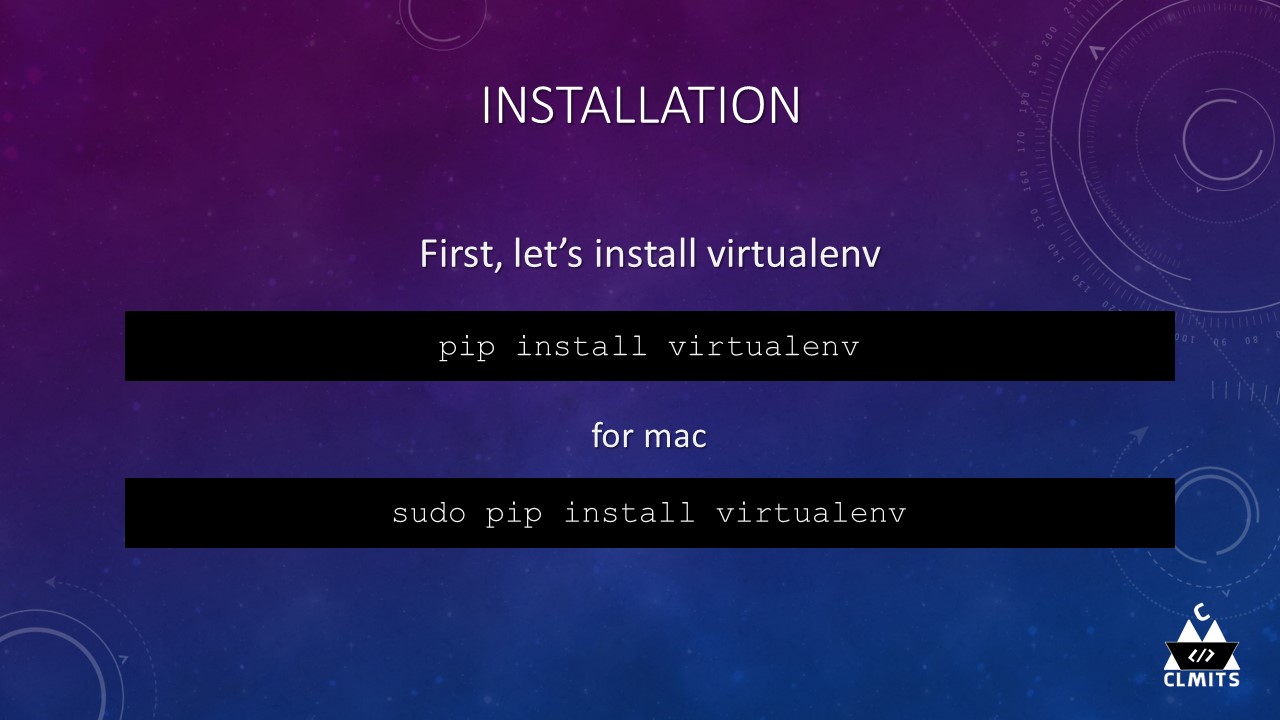 INSTALLATION
First, let’s install virtualenv
pip install virtualenv
for mac
sudo pip install virtualenv
C
</>
CLMITS